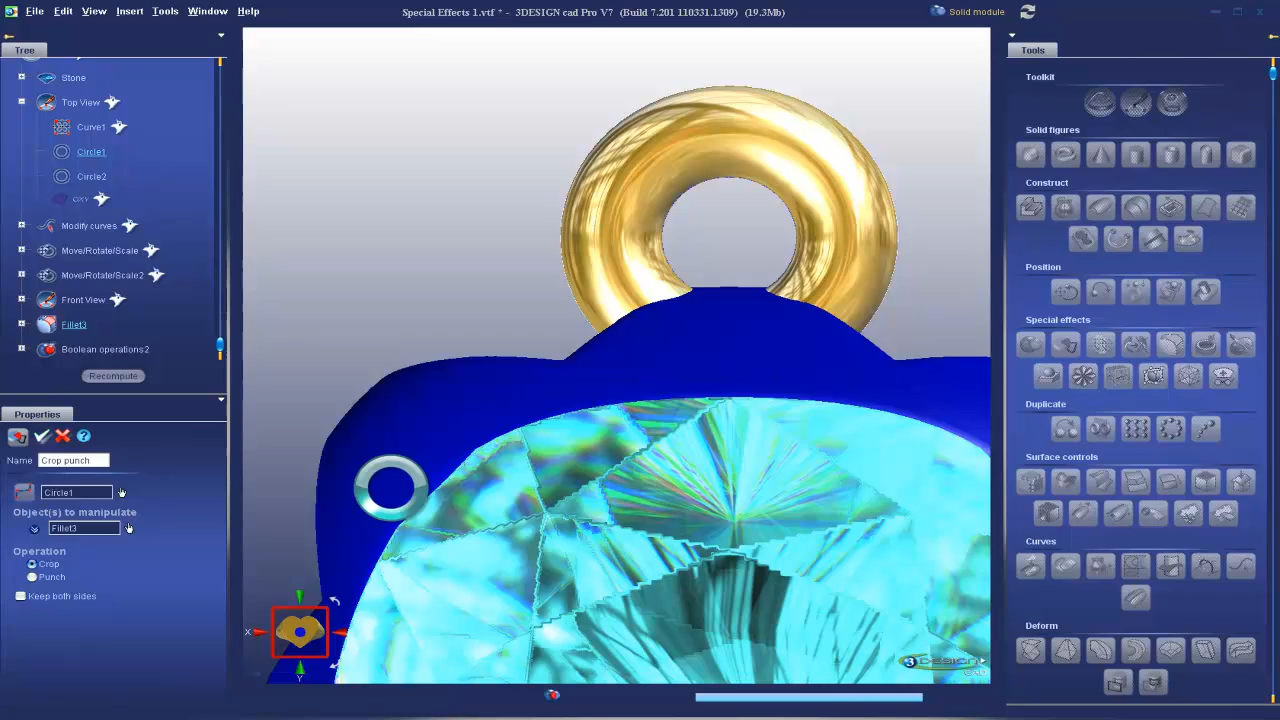 File Edit View Insert Tools Window Help
Special Effects 1.vtf * - 3DESIGN cad Pro V7 (Build 7.201 110331.1309) (19.3Mb)
Solid module
Tree
Stone
Top View
Curve1
Circle1
Circle2
OXY
Modify curves
Move/Rotate/Scale
Move/Rotate/Scale2
Front View
Fillet3
Boolean operations2
Recompute
Properties
Name Crop punch
Circle1
Object(s) to manipulate
Fillet3
Operation
Crop
Punch
Keep both sides
X
Y
3DESIGN
Tools
Toolkit
Solid figures
Construct
Position
Special effects
Duplicate
Surface controls
Curves
Deform